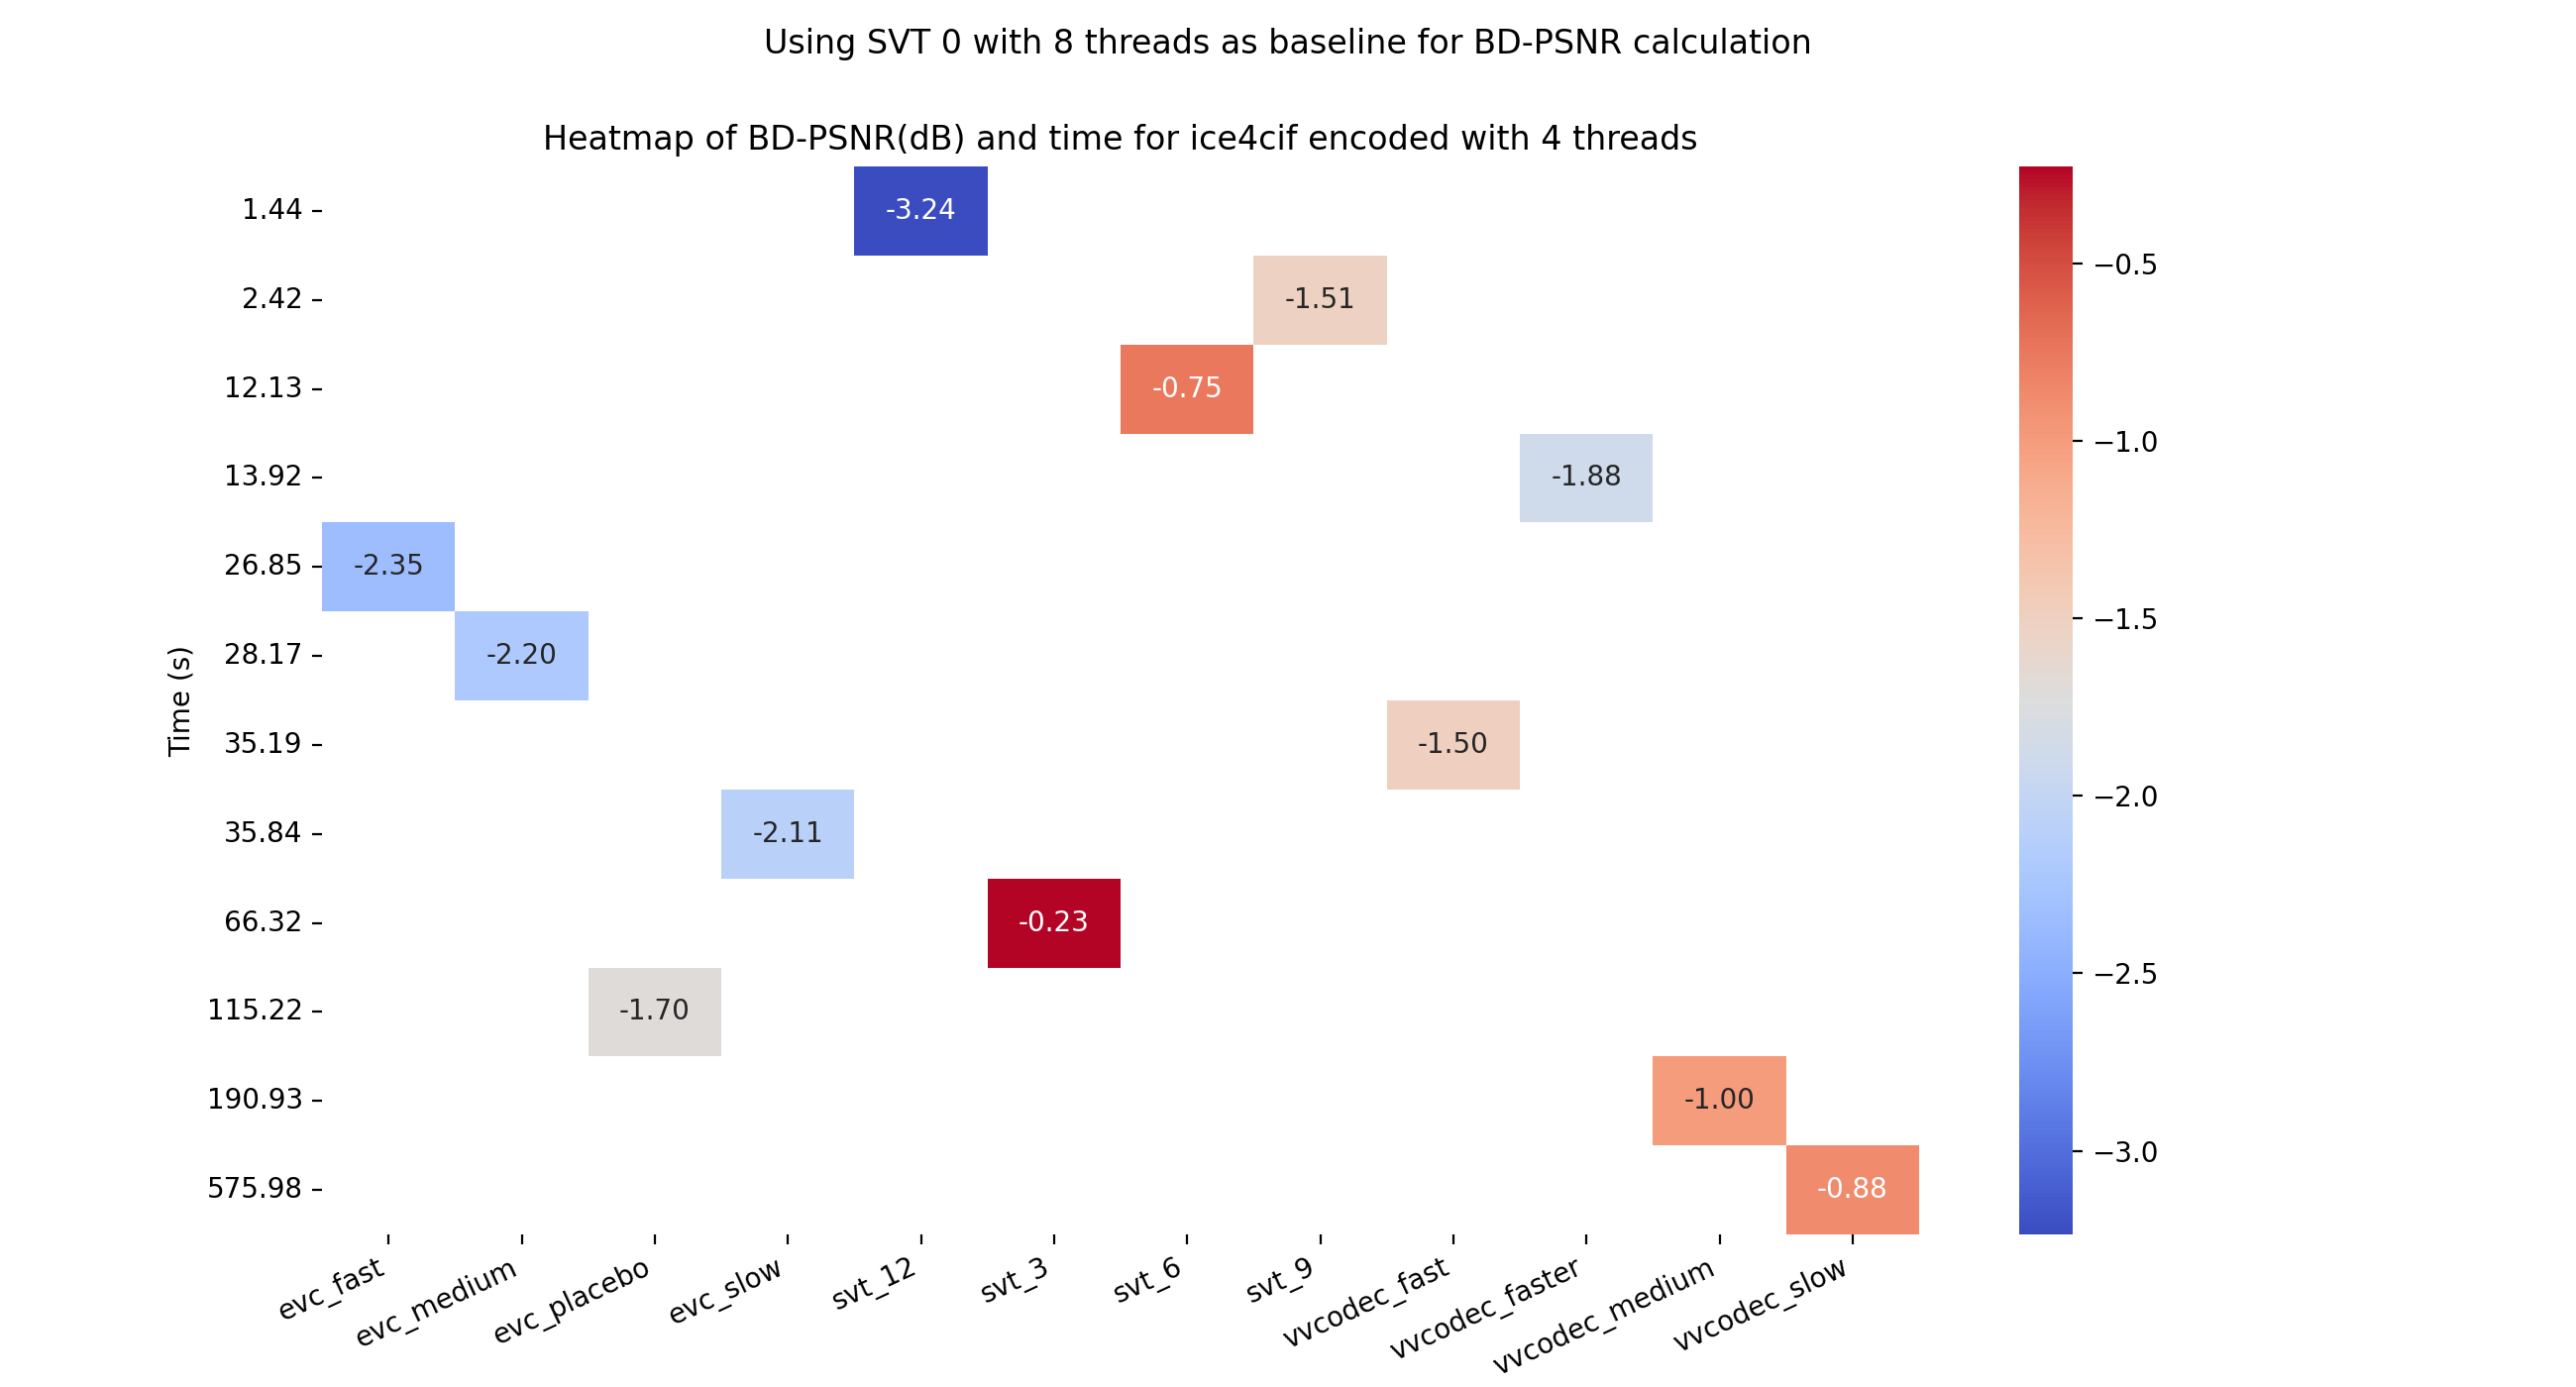 Using SVT 0 with 8 threads as baseline for BD-PSNR calculation
Heatmap of BD-PSNR(dB) and time for ice4cif encoded with 4 threads
Time (s)
1.44
-3.24
2.42
-1.51
12.13
-0.75
13.92
-1.88
26.85
-2.35
28.17
-2.20
35.19
-1.50
35.84
-2.11
66.32
-0.23
115.22
-1.70
190.93
-1.00
575.98
-0.88
evc_fast
evc_medium
evc_placebo
evc_slow
svt_12
svt_3
svt_6
svt_9
vvcodec_fast
vvcodec_faster
vvcodec_medium
vvcodec_slow
−0.5
−1.0
−1.5
−2.0
−2.5
−3.0